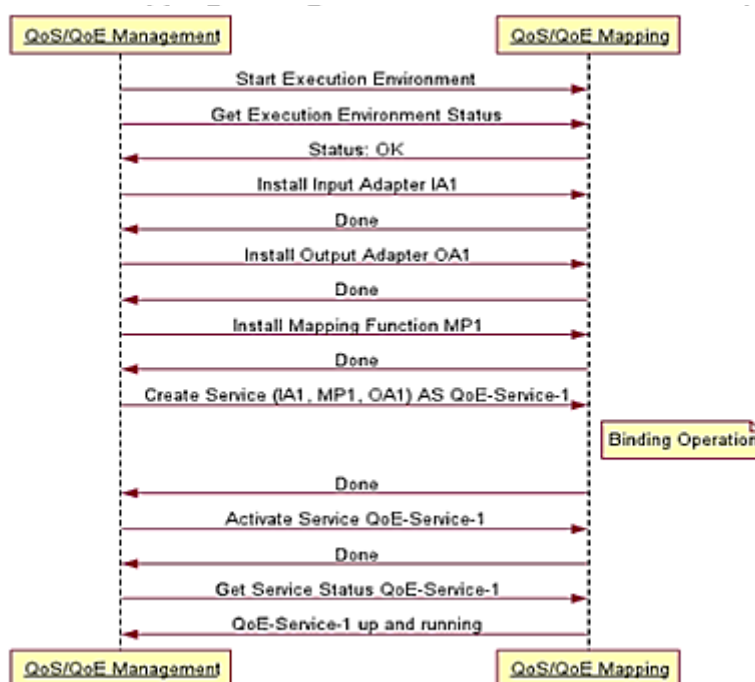 QoS/QoE Management QoS/QoE Mapping
Start Execution Environment
Get Execution Environment Status
Status: OK
Install Input Adapter IA1
Done
Install Output Adapter OA1
Done
Install Mapping Function MP1
Done
Create Service (IA1, MP1, OA1) AS QoE-Service-1
Binding Operation
Done
Activate Service QoE-Service-1
Done
Get Service Status QoE-Service-1
QoE-Service-1 up and running
QoS/QoE Management QoS/QoE Mapping